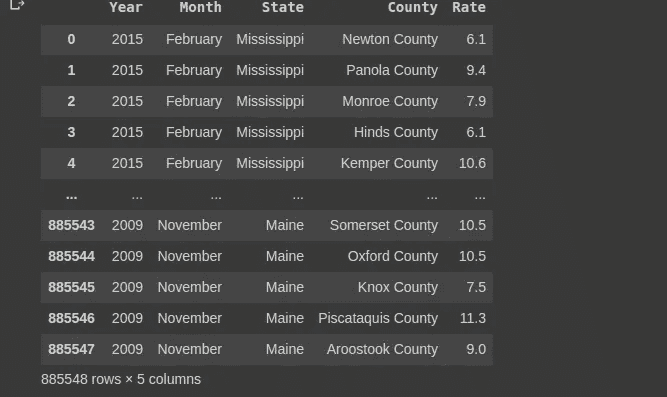 Year Month State County Rate
0 2015 February Mississippi Newton County 6.1
1 2015 February Mississippi Panola County 9.4
2 2015 February Mississippi Monroe County 7.9
3 2015 February Mississippi Hinds County 6.1
4 2015 February Mississippi Kemper County 10.6
... ... ... ... ... ...
885543 2009 November Maine Somerset County 10.5
885544 2009 November Maine Oxford County 10.5
885545 2009 November Maine Knox County 7.5
885546 2009 November Maine Piscataquis County 11.3
885547 2009 November Maine Aroostook County 9.0
885548 rows × 5 columns